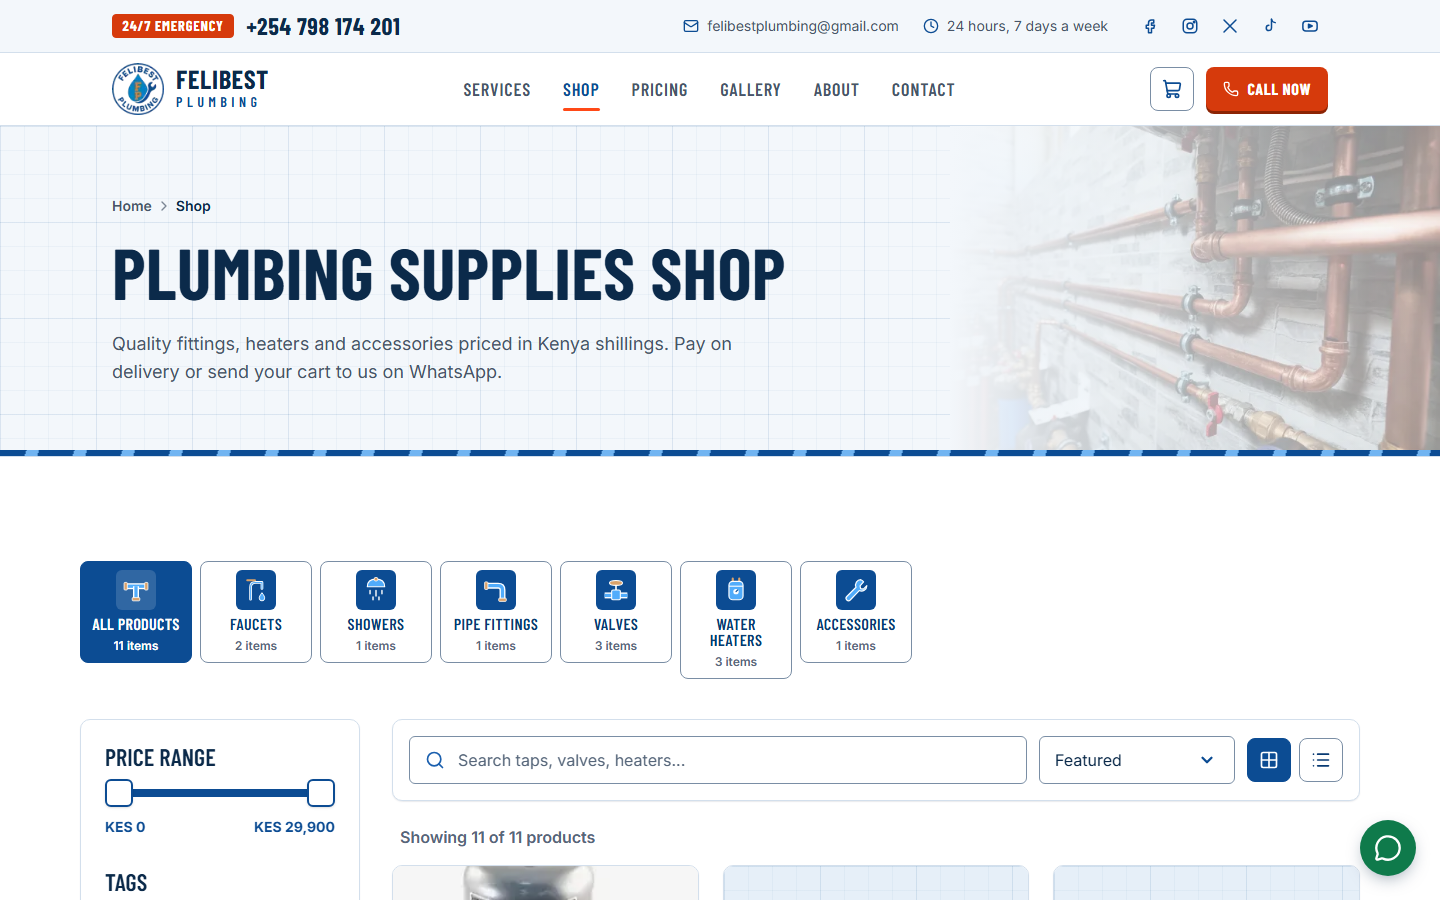 24/7 EMERGENCY
+254 798 174 201
felibestplumbing@gmail.com
24 hours, 7 days a week
FELIBEST
PLUMBING
FELIBEST
PLUMBING
SERVICES
SHOP
PRICING
GALLERY
ABOUT
CONTACT
CALL NOW
Home
Shop
PLUMBING SUPPLIES SHOP
Quality fittings, heaters and accessories priced in Kenya shillings. Pay on
delivery or send your cart to us on WhatsApp.
ALL PRODUCTS
11 items
FAUCETS
2 items
SHOWERS
1 items
PIPE FITTINGS
1 items
VALVES
3 items
WATER
HEATERS
3 items
ACCESSORIES
1 items
PRICE RANGE
KES 0
KES 29,900
TAGS
Search taps, valves, heaters...
Featured
Showing 11 of 11 products